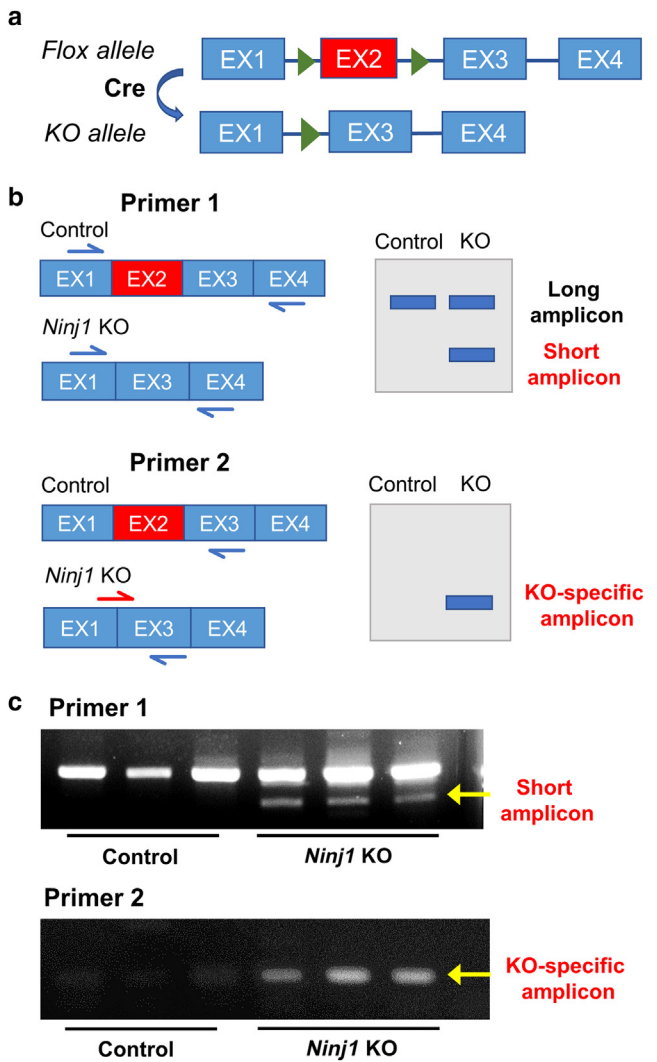 a
Flox allele
EX1 EX2 EX3 EX4
Cre
KO allele
EX1 EX3 EX4
b
Primer 1
Control
EX1 EX2 EX3 EX4
Ninj1 KO
EX1 EX3 EX4
Control KO
Long
amplicon
Short
amplicon
Primer 2
Control
EX1 EX2 EX3 EX4
Ninj1 KO
EX1 EX3 EX4
Control KO
KO-specific
amplicon
c
Primer 1
Short
amplicon
Control Ninj1 KO
Primer 2
KO-specific
amplicon
Control Ninj1 KO